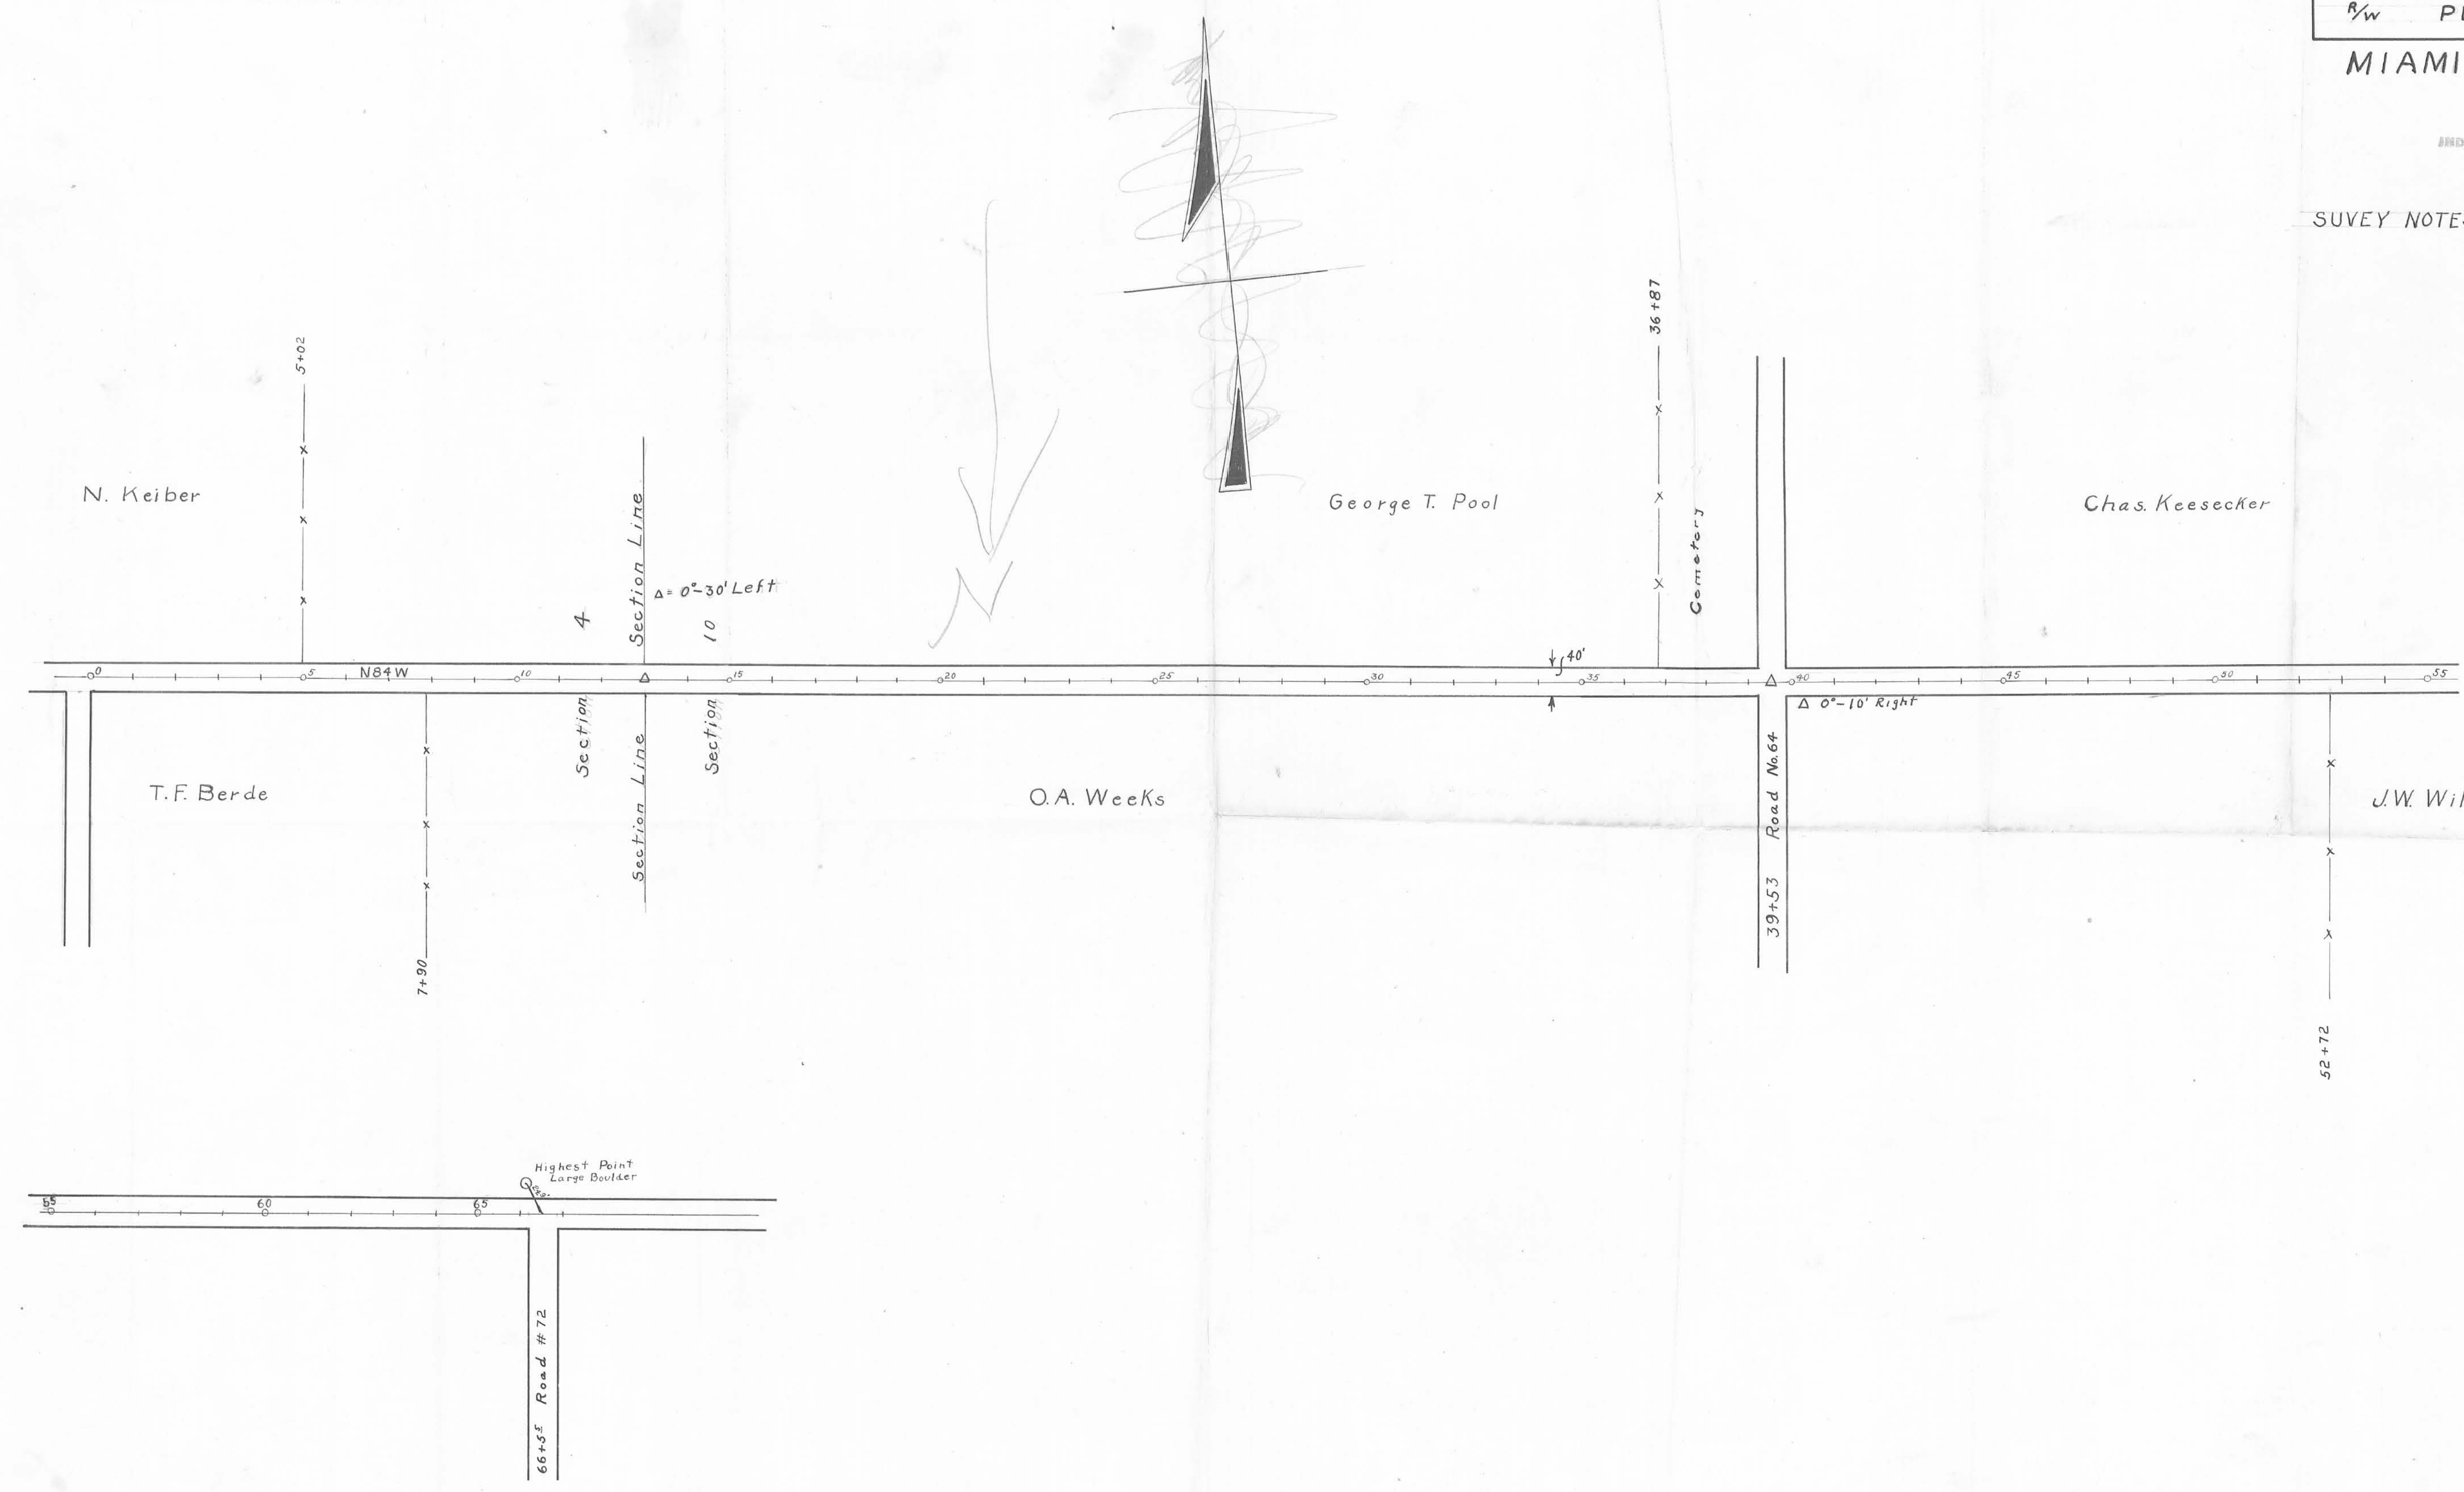 R/W
MIAMI
SUVEY NOTE
5+02
36+87
N. Keiber
George T. Pool
Chas. Keesecker
Section Line
Δ = 0°-30' Left
4
10
Cemetery
40'
0
5
N84W
10
15
20
25
30
35
40
45
50
55
Δ 0°-10' Right
Section
Section Line
Section
T.F. Berde
O.A. Weeks
39+53 Road No.64
J.W. Wil
7+90
52+72
Highest Point
Large Boulder
55
60
65
66+5⁵ Road #72